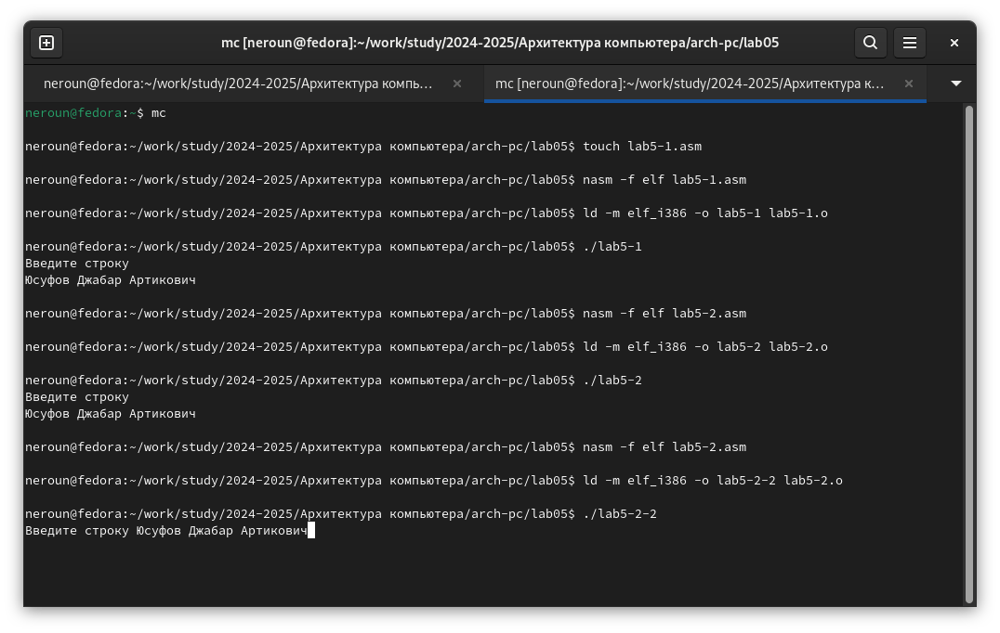 mc [neroun@fedora]:~/work/study/2024-2025/Архитектура компьютера/arch-pc/lab05
neroun@fedora:~/work/study/2024-2025/Архитектура компь…
mc [neroun@fedora]:~/work/study/2024-2025/Архитектура к…
neroun@fedora:~$ mc
neroun@fedora:~/work/study/2024-2025/Архитектура компьютера/arch-pc/lab05$ touch lab5-1.asm
neroun@fedora:~/work/study/2024-2025/Архитектура компьютера/arch-pc/lab05$ nasm -f elf lab5-1.asm
neroun@fedora:~/work/study/2024-2025/Архитектура компьютера/arch-pc/lab05$ ld -m elf_i386 -o lab5-1 lab5-1.o
neroun@fedora:~/work/study/2024-2025/Архитектура компьютера/arch-pc/lab05$ ./lab5-1
Введите строку
Юсуфов Джабар Артикович
neroun@fedora:~/work/study/2024-2025/Архитектура компьютера/arch-pc/lab05$ nasm -f elf lab5-2.asm
neroun@fedora:~/work/study/2024-2025/Архитектура компьютера/arch-pc/lab05$ ld -m elf_i386 -o lab5-2 lab5-2.o
neroun@fedora:~/work/study/2024-2025/Архитектура компьютера/arch-pc/lab05$ ./lab5-2
Введите строку
Юсуфов Джабар Артикович
neroun@fedora:~/work/study/2024-2025/Архитектура компьютера/arch-pc/lab05$ nasm -f elf lab5-2.asm
neroun@fedora:~/work/study/2024-2025/Архитектура компьютера/arch-pc/lab05$ ld -m elf_i386 -o lab5-2-2 lab5-2.o
neroun@fedora:~/work/study/2024-2025/Архитектура компьютера/arch-pc/lab05$ ./lab5-2-2
Введите строку Юсуфов Джабар Артикович